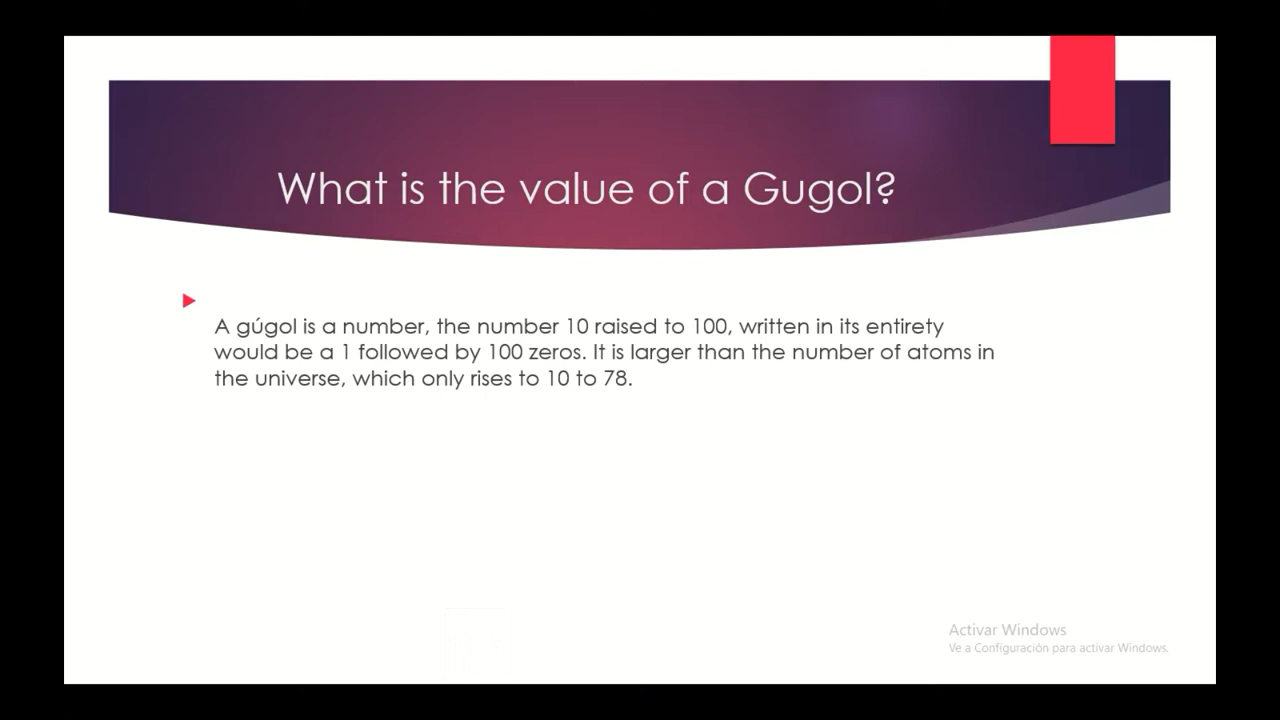 What is the value of a Gugol?
A gúgol is a number, the number 10 raised to 100, written in its entirety
would be a 1 followed by 100 zeros. It is larger than the number of atoms in
the universe, which only rises to 10 to 78.
Activar Windows
Ve a Configuración para activar Windows.